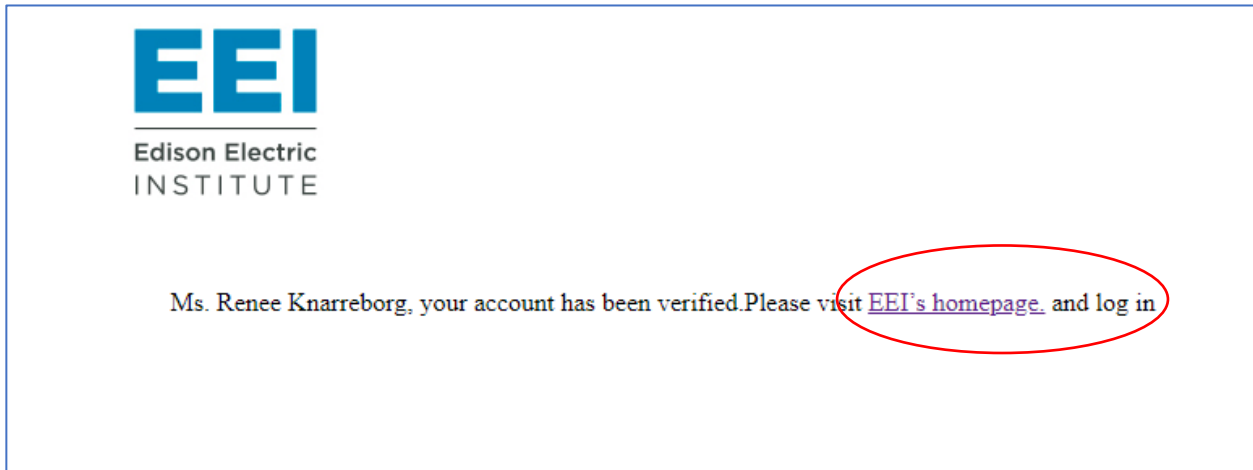 EEI
Edison Electric
INSTITUTE
Ms. Renee Knarreborg, your account has been verified.Please visit EEI's homepage. and log in